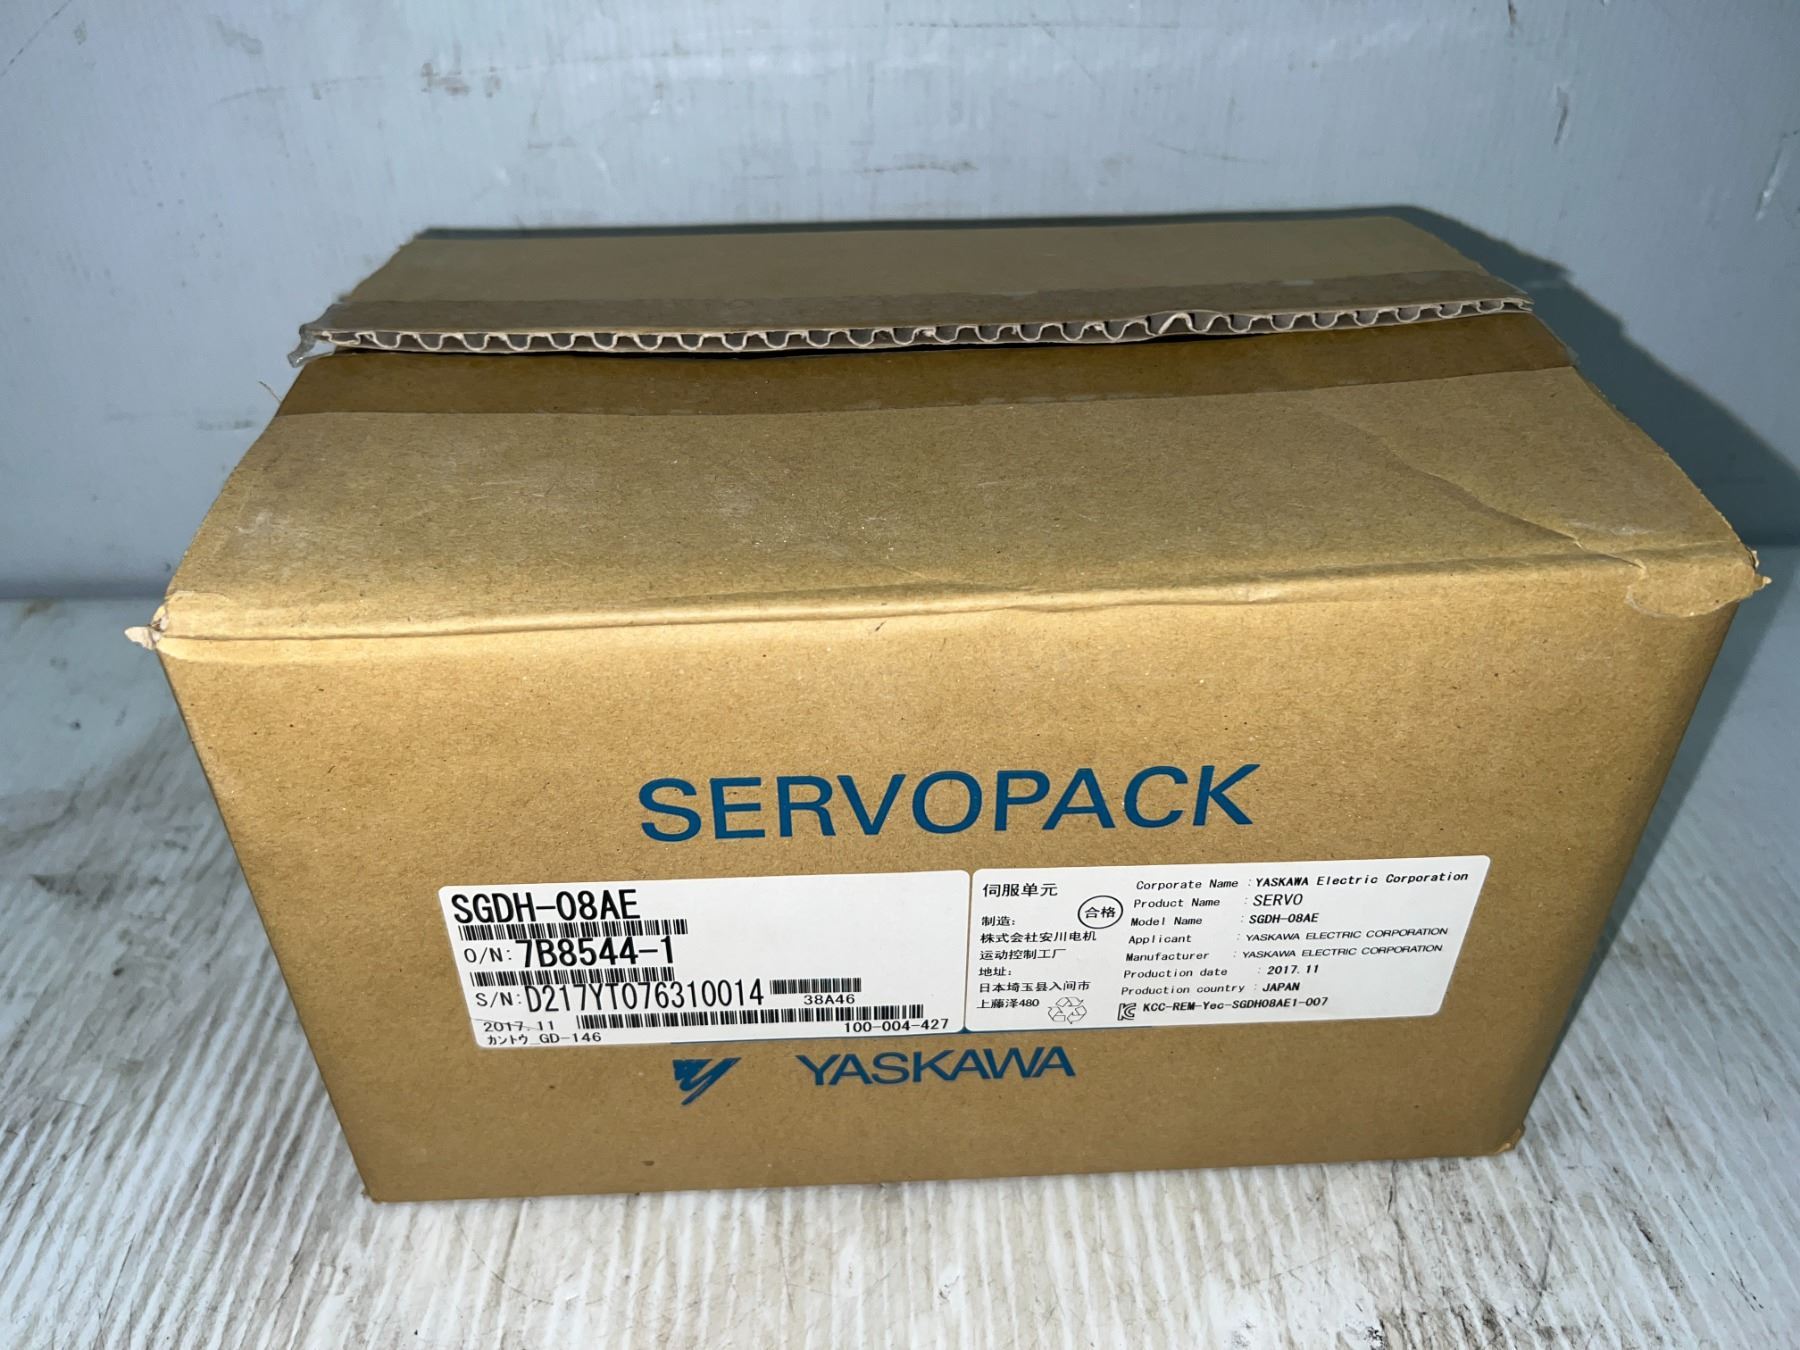 SERVOPACK
SGDH-08AE
O/N: 7B8544-1
S/N: D217YT076310014
38A46
2017.11
100-004-427
カントウ_GD-146
伺服单元
合格
制造:
株式会社安川电机
运动控制工厂
地址:
日本埼玉县入间市
上藤泽480
Corporate Name : YASKAWA Electric Corporation
Product Name : SERVO
Model Name : SGDH-08AE
Applicant : YASKAWA ELECTRIC CORPORATION
Manufacturer : YASKAWA ELECTRIC CORPORATION
Production date : 2017.11
Production country : JAPAN
KCC-REM-Yec-SGDH08AE1-007
YASKAWA